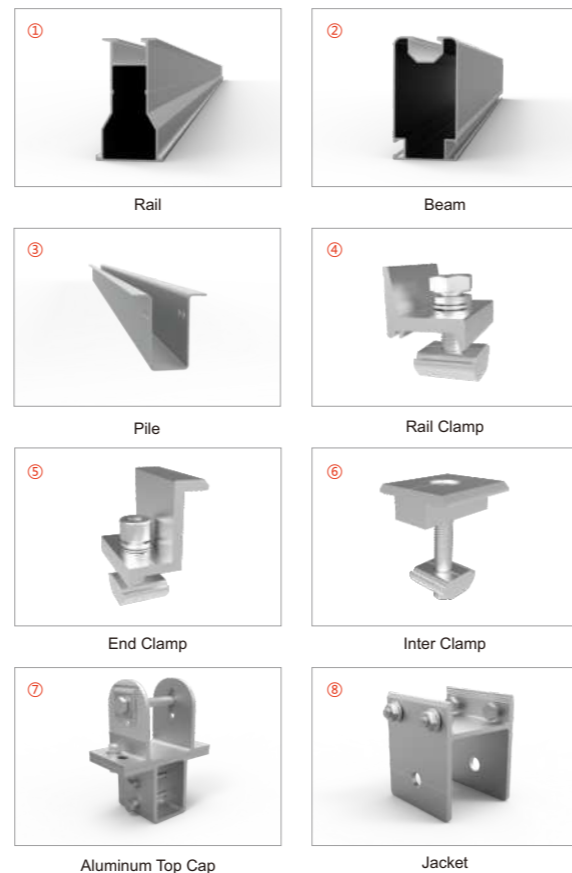 ①
②
Rail
Beam
③
④
Pile
Rail Clamp
⑤
⑥
End Clamp
Inter Clamp
⑦
⑧
Aluminum Top Cap
Jacket